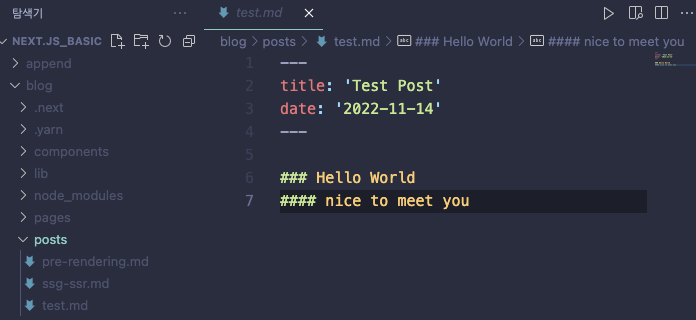 탐색기
test.md
NEXT.JS_BASIC
blog > posts > test.md > ### Hello World > #### nice to meet you
append
blog
.next
.yarn
components
lib
node_modules
pages
posts
pre-rendering.md
ssg-ssr.md
test.md
1 ---
2 title: 'Test Post'
3 date: '2022-11-14'
4 ---
5
6 ### Hello World
7 #### nice to meet you